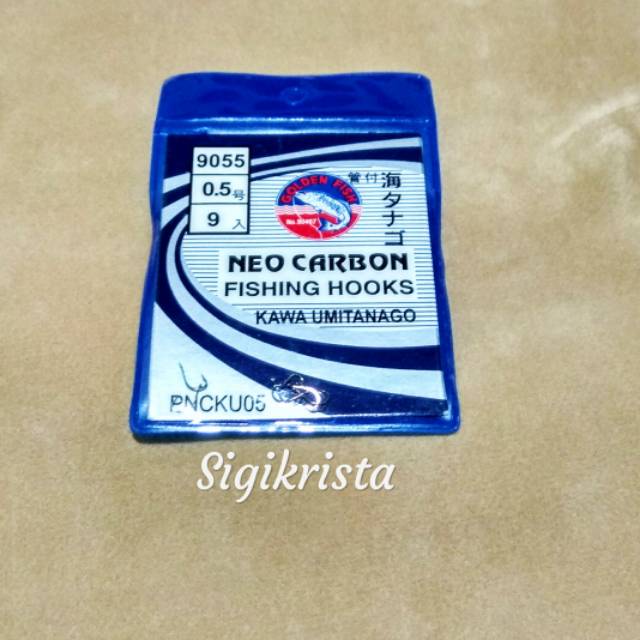 9055
0.5号
9 入
GOLDEN FISH
管付
海タナゴ
NEO CARBON
FISHING HOOKS
KAWA UMITANAGO
PNCKU05
Sigikrista